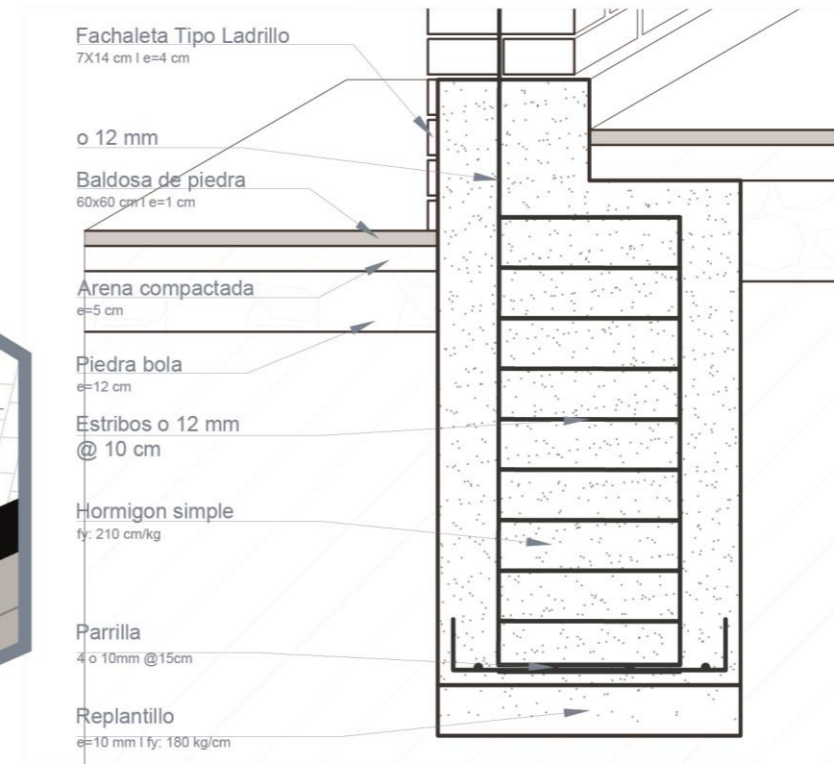 Fachaleta Tipo Ladrillo
7X14 cm l e=4 cm
o 12 mm
Baldosa de piedra
60x60 cm l e=1 cm
Arena compactada
e=5 cm
Piedra bola
e=12 cm
Estribos o 12 mm
@ 10 cm
Hormigon simple
fy: 210 cm/kg
Parrilla
4 o 10mm @15cm
Replantillo
e=10 mm l fy: 180 kg/cm